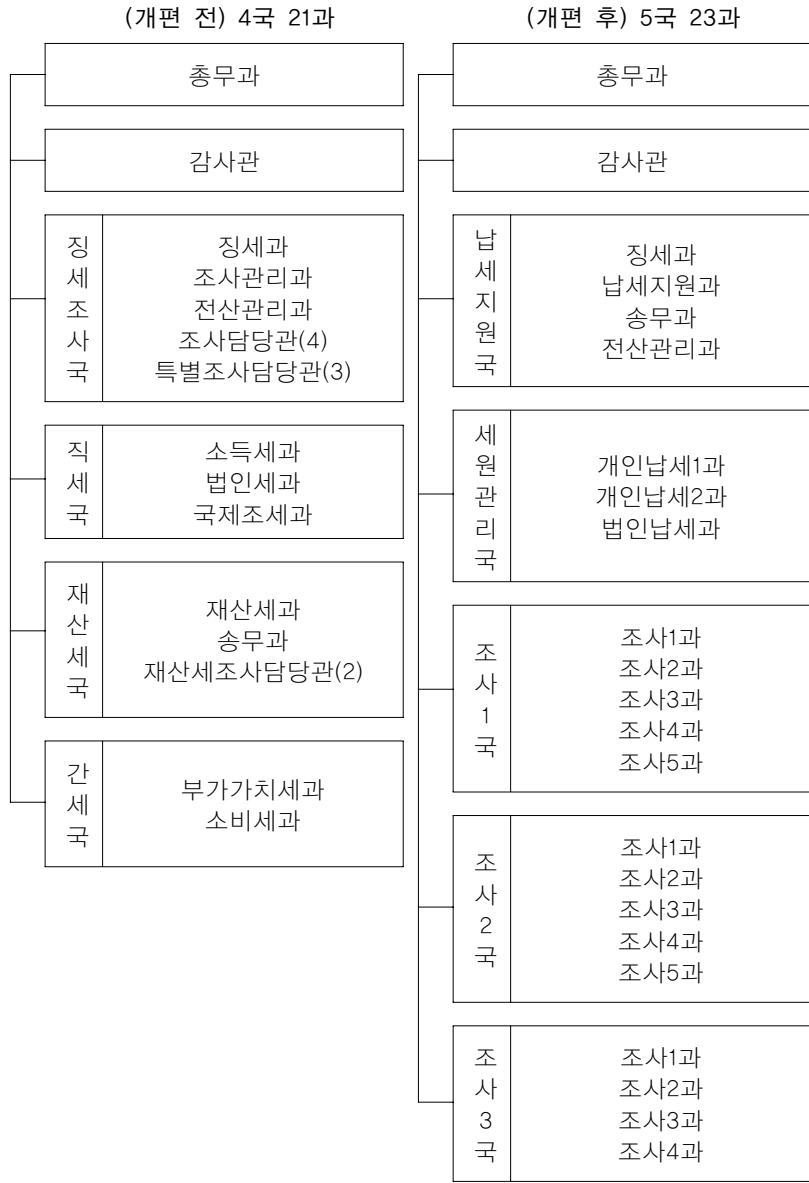 (개편 전) 4국 21과
총무과
감사관
징세조사국
징세과
조사관리과
전산관리과
조사담당관(4)
특별조사담당관(3)
직세국
소득세과
법인세과
국제조세과
재산세국
재산세과
송무과
재산세조사담당관(2)
간세국
부가가치세과
소비세과
(개편 후) 5국 23과
총무과
감사관
납세지원국
징세과
납세지원과
송무과
전산관리과
세원관리국
개인납세1과
개인납세2과
법인납세과
조사1국
조사1과
조사2과
조사3과
조사4과
조사5과
조사2국
조사1과
조사2과
조사3과
조사4과
조사5과
조사3국
조사1과
조사2과
조사3과
조사4과